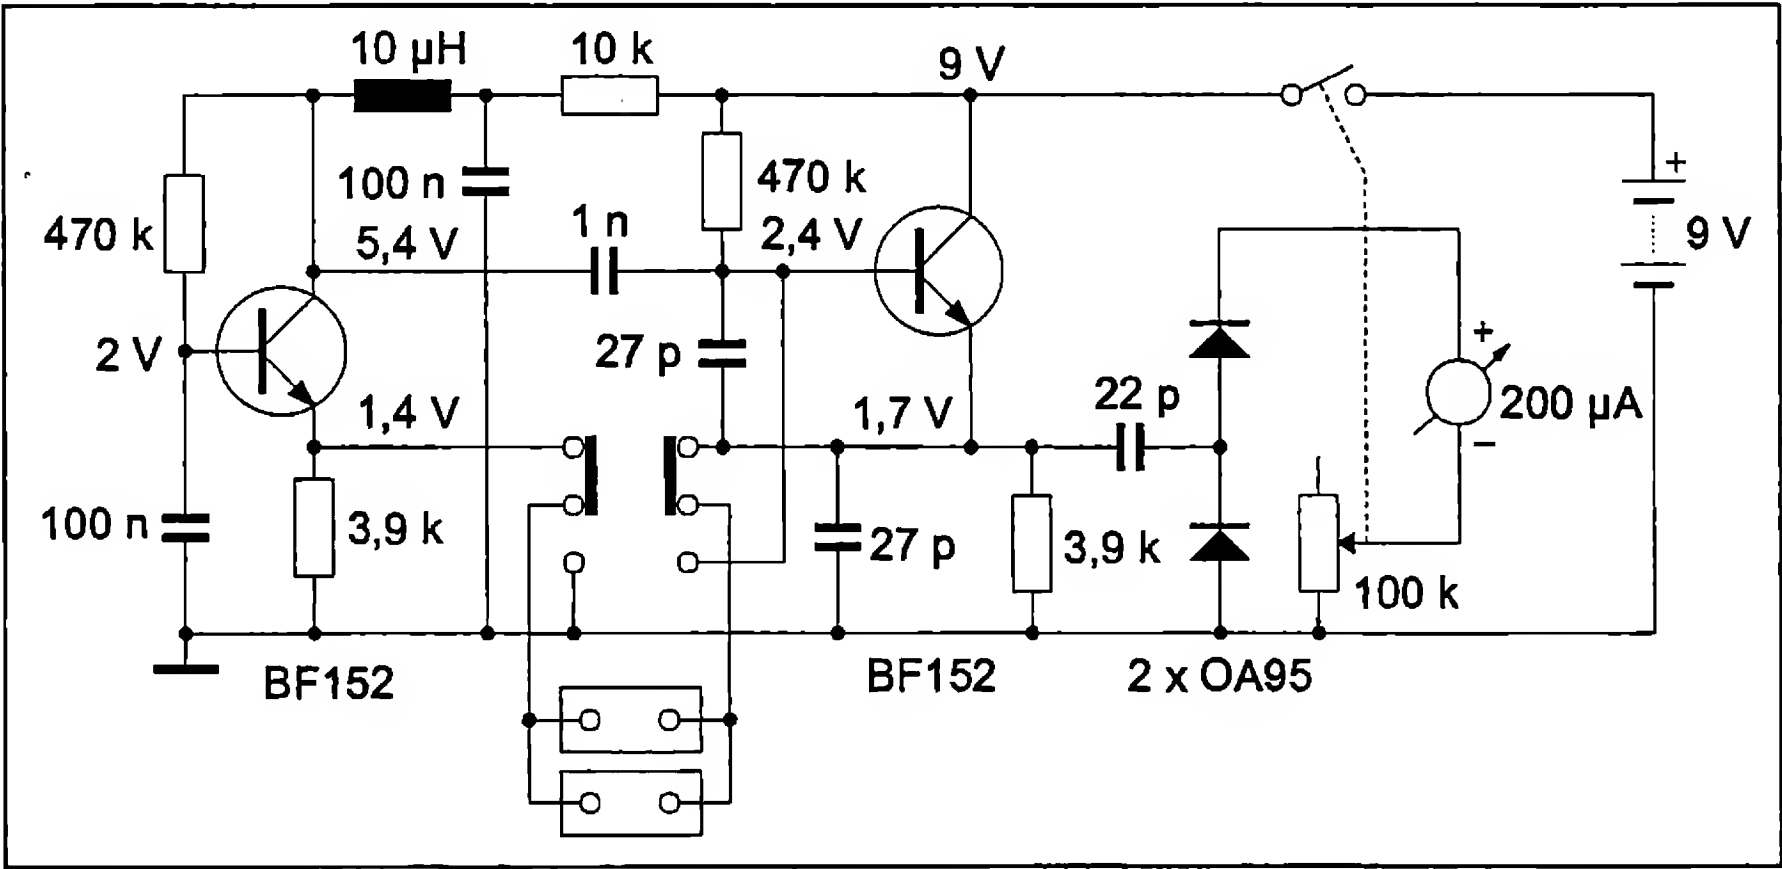 10 µH
10 k
9 V
470 k
100 n
470 k
5,4 V
1 n
2,4 V
+
9 V
2 V
27 p
1,4 V
1,7 V
22 p
+
200 µA
–
100 n
3,9 k
27 p
3,9 k
100 k
BF152
BF152
2 x OA95